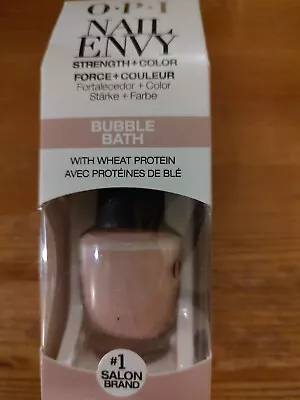 O·P·I
NAIL
ENVY
STRENGTH+COLOR
FORCE+COULEUR
Fortalecedor + Color
Stärke + Farbe
BUBBLE
BATH
WITH WHEAT PROTEIN
AVEC PROTÉINES DE BLÉ
#1
SALON
BRAND